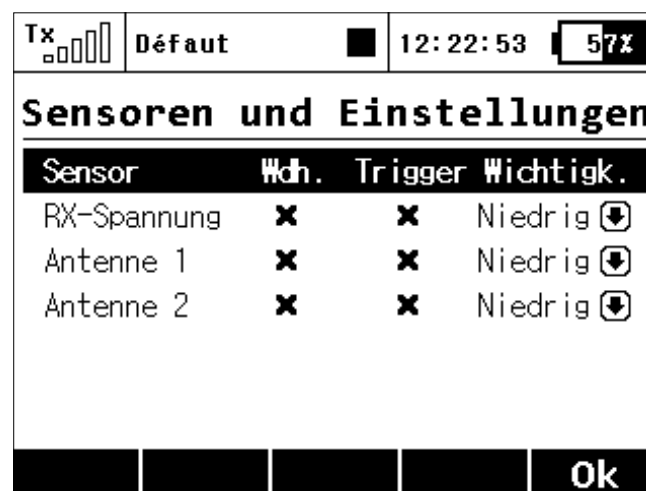 Tx Défaut 12:22:53 57%
Sensoren und Einstellungen
Sensor Wdh. Trigger Wichtigk.
RX-Spannung ✖ ✖ Niedrig
Antenne 1 ✖ ✖ Niedrig
Antenne 2 ✖ ✖ Niedrig
Ok